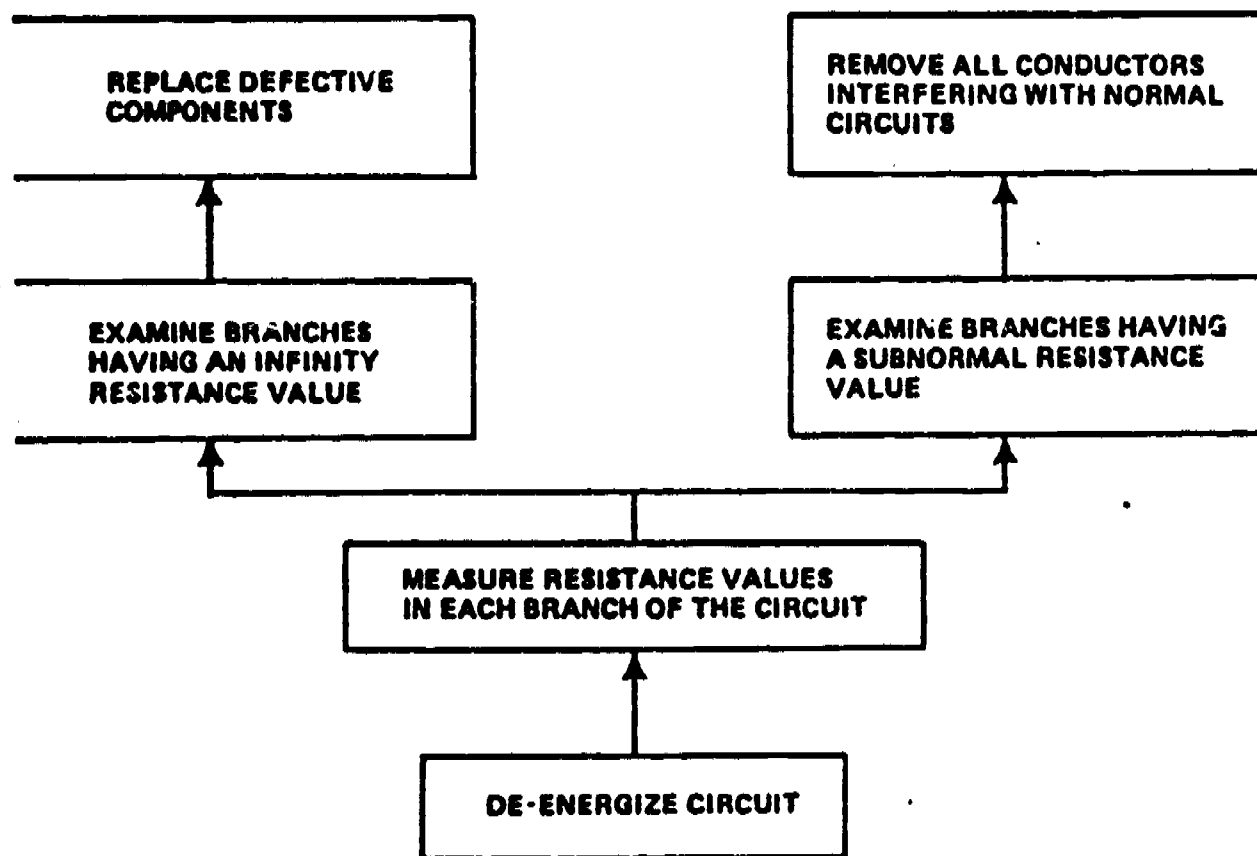 REPLACE DEFECTIVE
COMPONENTS
REMOVE ALL CONDUCTORS
INTERFERING WITH NORMAL
CIRCUITS
EXAMINE BRANCHES
HAVING AN INFINITY
RESISTANCE VALUE
EXAMINE BRANCHES HAVING
A SUBNORMAL RESISTANCE
VALUE
MEASURE RESISTANCE VALUES
IN EACH BRANCH OF THE CIRCUIT
DE-ENERGIZE CIRCUIT